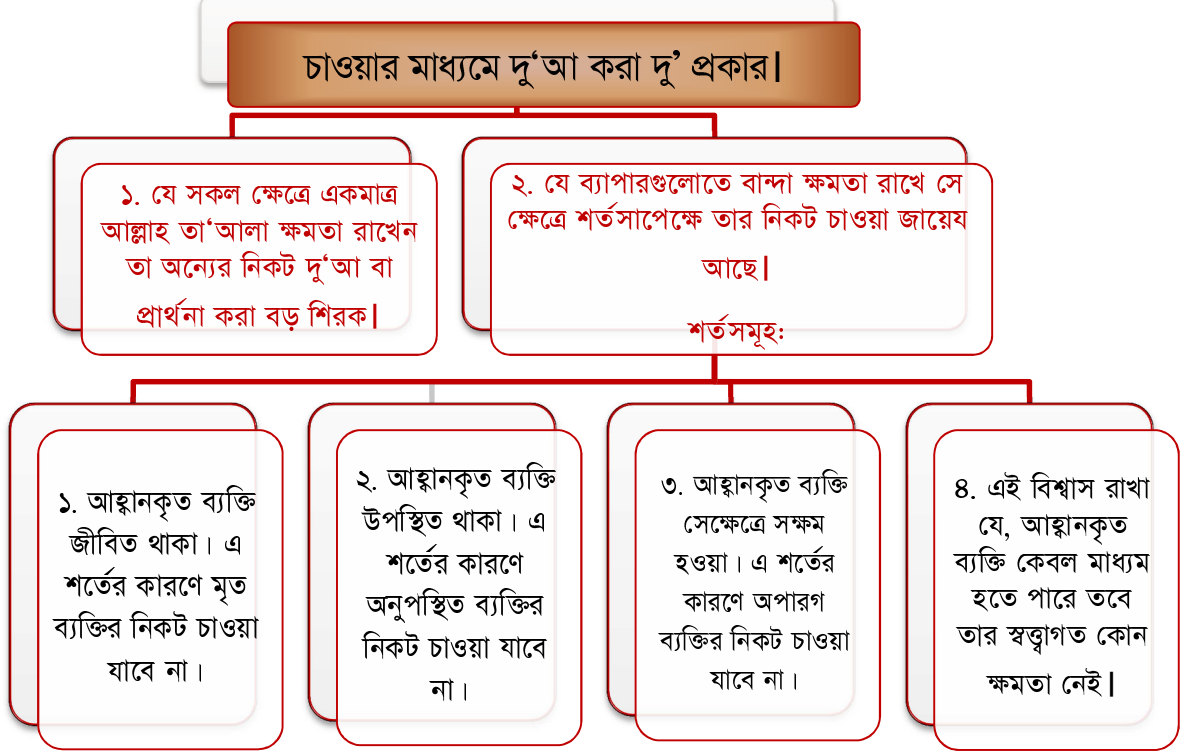 চাওয়ার মাধ্যমে দু‘আ করা দু’ প্রকার|
১. যে সকল ক্ষেত্রে একমাত্র
আল্লাহ তা‘আলা ক্ষমতা রাখেন
তা অন্যের নিকট দু‘আ বা
প্রার্থনা করা বড় শিরক|
২. যে ব্যাপারগুলোতে বান্দা ক্ষমতা রাখে সে
ক্ষেত্রে শর্তসাপেক্ষে তার নিকট চাওয়া জায়েয
আছে|
শর্তসমূহ:
১. আহ্বানকৃত ব্যক্তি
জীবিত থাকা। এ
শর্তের কারণে মৃত
ব্যক্তির নিকট চাওয়া
যাবে না।
২. আহ্বানকৃত ব্যক্তি
উপস্থিত থাকা। এ
শর্তের কারণে
অনুপস্থিত ব্যক্তির
নিকট চাওয়া যাবে
না।
৩. আহ্বানকৃত ব্যক্তি
সেক্ষেত্রে সক্ষম
হওয়া। এ শর্তের
কারণে অপারগ
ব্যক্তির নিকট চাওয়া
যাবে না।
৪. এই বিশ্বাস রাখা
যে, আহ্বানকৃত
ব্যক্তি কেবল মাধ্যম
হতে পারে তবে
তার স্বত্ত্বাগত কোন
ক্ষমতা নেই|